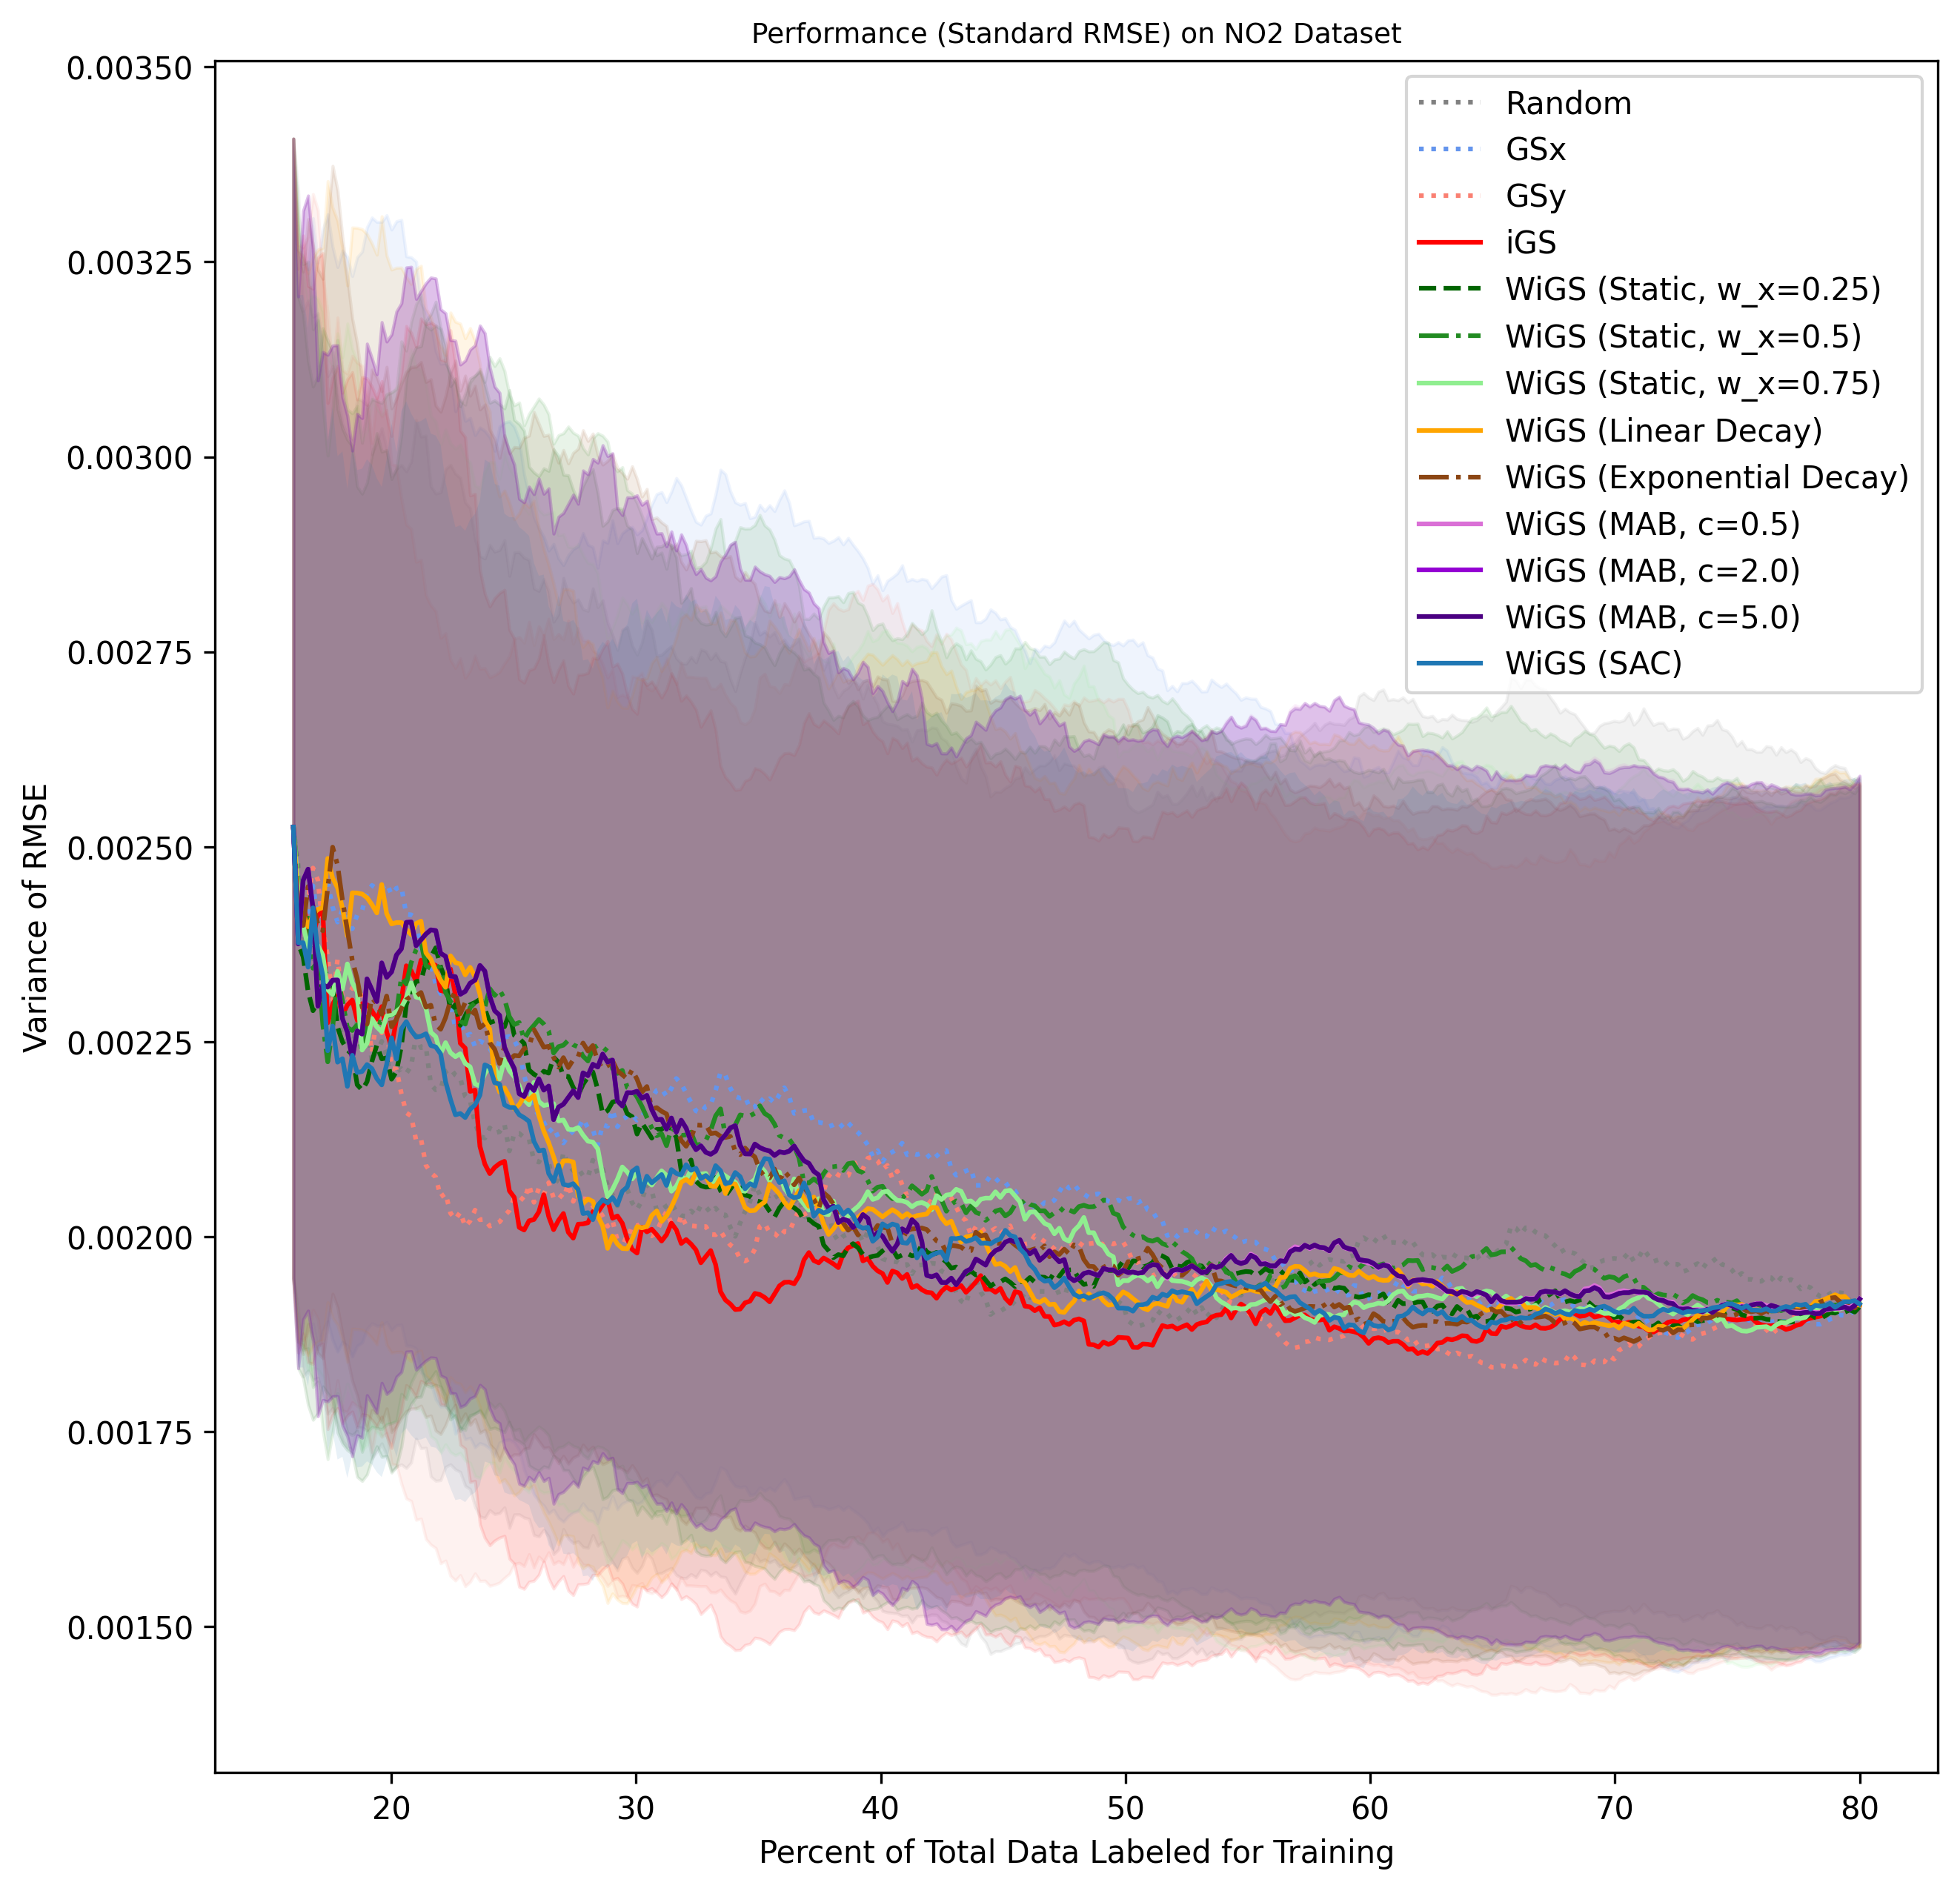 Performance (Standard RMSE) on NO2 Dataset
0.00350
0.00325
0.00300
0.00275
0.00250
0.00225
0.00200
0.00175
0.00150
Variance of RMSE
Random
GSx
GSy
iGS
WiGS (Static, w_x=0.25)
WiGS (Static, w_x=0.5)
WiGS (Static, w_x=0.75)
WiGS (Linear Decay)
WiGS (Exponential Decay)
WiGS (MAB, c=0.5)
WiGS (MAB, c=2.0)
WiGS (MAB, c=5.0)
WiGS (SAC)
20 30 40 50 60 70 80
Percent of Total Data Labeled for Training